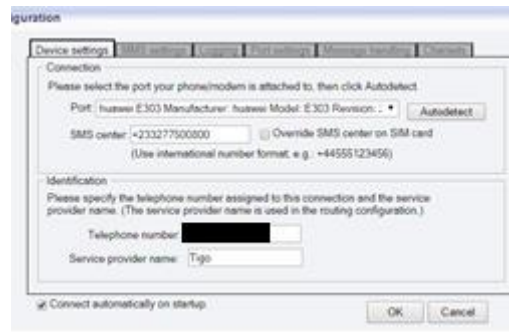 guration
Device settings SMS settings Logging Port settings Message handling Channels
Connection
Please select the port your phone/modem is attached to, then click Autodetect.
Port: huawei E303 Manufacturer: huawei Model: E303 Revision: Autodetect
SMS center: +233277500800 Override SMS center on SIM card
(Use international number format, e.g.: +44555123456)
Identification
Please specify the telephone number assigned to this connection and the service
provider name. (The service provider name is used in the routing configuration.)
Telephone number:
Service provider name: Tigo
Connect automatically on startup
OK Cancel